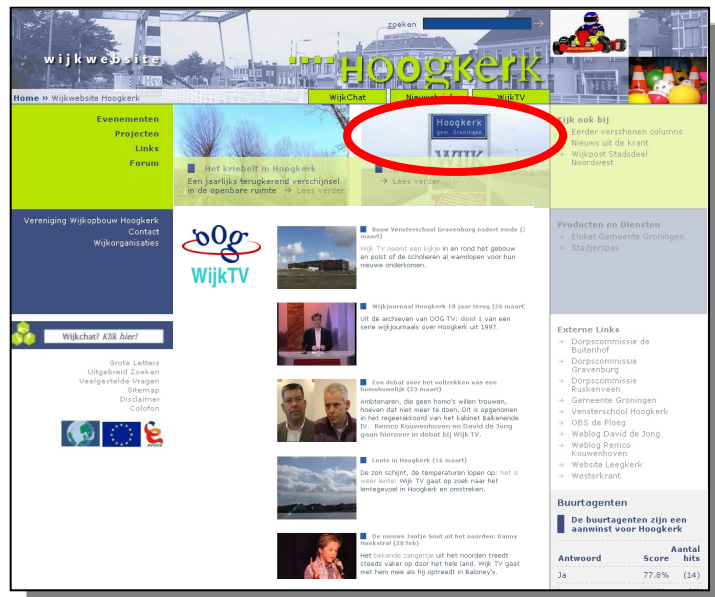 zoeken
wijkwebsite
Hoogkerk
Home » Wijkwebsite Hoogkerk
WijkChat
WijkTV
Evenementen
Projecten
Links
Forum
Het kriebelt in Hoogkerk
Een jaarlijks terugkerend verschijnsel
in de openbare ruimte → Lees verder
Hoogkerk
gem. Groningen
WIJK
→ Lees verder
Kijk ook bij
Eerder verschenen columns
Nieuws uit de krant
→ Wijkpost Stadsdeel
Noordwest
Vereniging Wijkopbouw Hoogkerk
Contact
Wijkorganisaties
Wijkchat? Klik hier!
Grote Letters
Uitgebreid Zoeken
Veelgestelde Vragen
Sitemap
Disclaimer
Colofon
OOG
WijkTV
Bouw Vensterschool Gravenburg nadert einde (2
maart)
Wijk TV neemt een kijkje in en rond het gebouw
en polst of de scholieren al warmlopen voor hun
nieuwe onderkomen.
Wijkjournaal Hoogkerk 10 jaar terug (26 maart)
Uit de archieven van OOG TV: deel 1 van een
serie wijkjournaals over Hoogkerk uit 1997.
Een debat over het voltrekken van een
homohuwelijk (23 maart)
Ambtenaren, die geen homo's willen trouwen,
hoeven dat niet meer te doen. Dit is opgenomen
in het regeerakkoord van het kabinet Balkenende
IV. Remco Kouwenhoven en David de Jong
gaan hierover in debat bij Wijk TV.
Lente in Hoogkerk (16 maart)
De zon schijnt, de temperaturen lopen op: het is
weer lente! Wijk TV gaat op zoek naar het
lentegevoel in Hoogkerk en omstreken.
De nieuwe Jantje Smit uit het noorden: Danny
Hoekstra! (28 feb)
Het bekende zangertje uit het noorden treedt
steeds vaker op door het hele land. Wijk TV gaat
met hem mee als hij optreedt in Baloney's.
Producten en Diensten
→ Eloket Gemeente Groningen
→ Stadjerspas
Externe Links
→ Dorpscommissie de
Buitenhof
→ Dorpscommissie
Gravenburg
→ Dorpscommissie
Ruskenveen
→ Gemeente Groningen
→ Vensterschool Hoogkerk
→ OBS de Ploeg
→ Weblog David de Jong
→ Weblog Remco
Kouwenhoven
→ Website Leegkerk
→ Westerkrant
Buurtagenten
De buurtagenten zijn een
aanwinst voor Hoogkerk
Antwoord Score Aantal hits
Ja 77.8% (14)